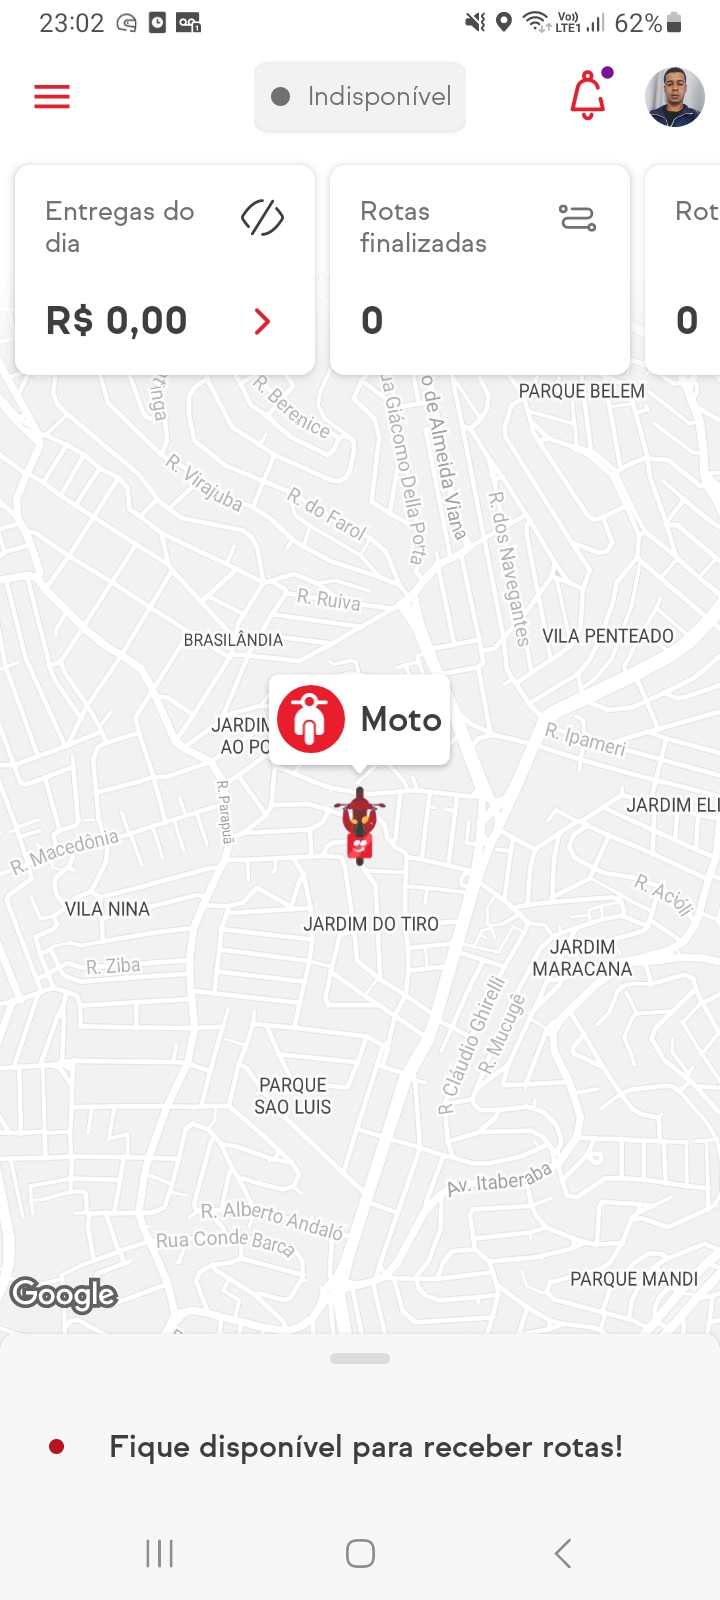 23:02
Vo)) LTE1
62%
Indisponível
Entregas do
dia
R$ 0,00
Rotas
finalizadas
0
Rot
0
PARQUE BELEM
R. Berenice
R. Virajuba
R. do Farol
ua Giácomo Della Porta
o de Almeida Viana
R. dos Navegantes
R. Ruiva
BRASILÂNDIA
VILA PENTEADO
Moto
JARDIM
AO PO
R. Ipameri
R. Parapuã
JARDIM ELI
R. Macedônia
R. Acióli
VILA NINA
JARDIM DO TIRO
JARDIM
MARACANA
R. Ziba
R. Cláudio Ghirelli
R. Mucugê
PARQUE
SAO LUIS
Av. Itaberaba
R. Alberto Andaló
Rua Conde Barca
PARQUE MANDI
Google
Fique disponível para receber rotas!